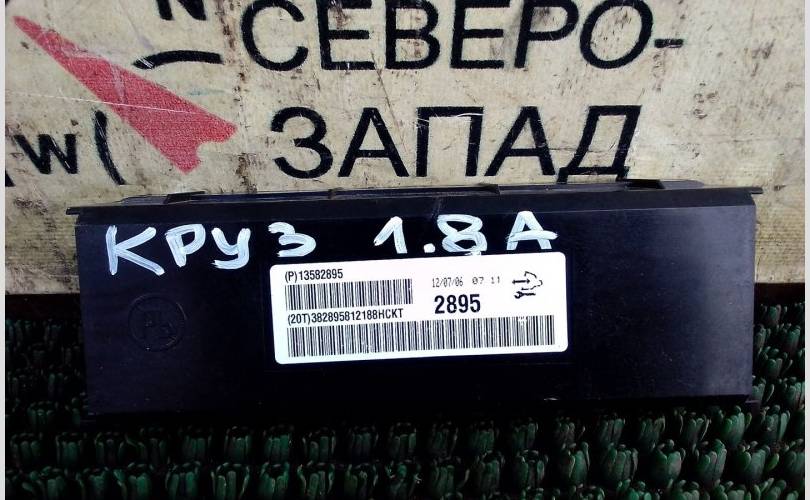 N
СЕВЕРО-
w(
ЗАПАД
КРУЗ 1.8А
(P)13582895
12/07/06 07 11
2895
(20T)382895812188HCKT